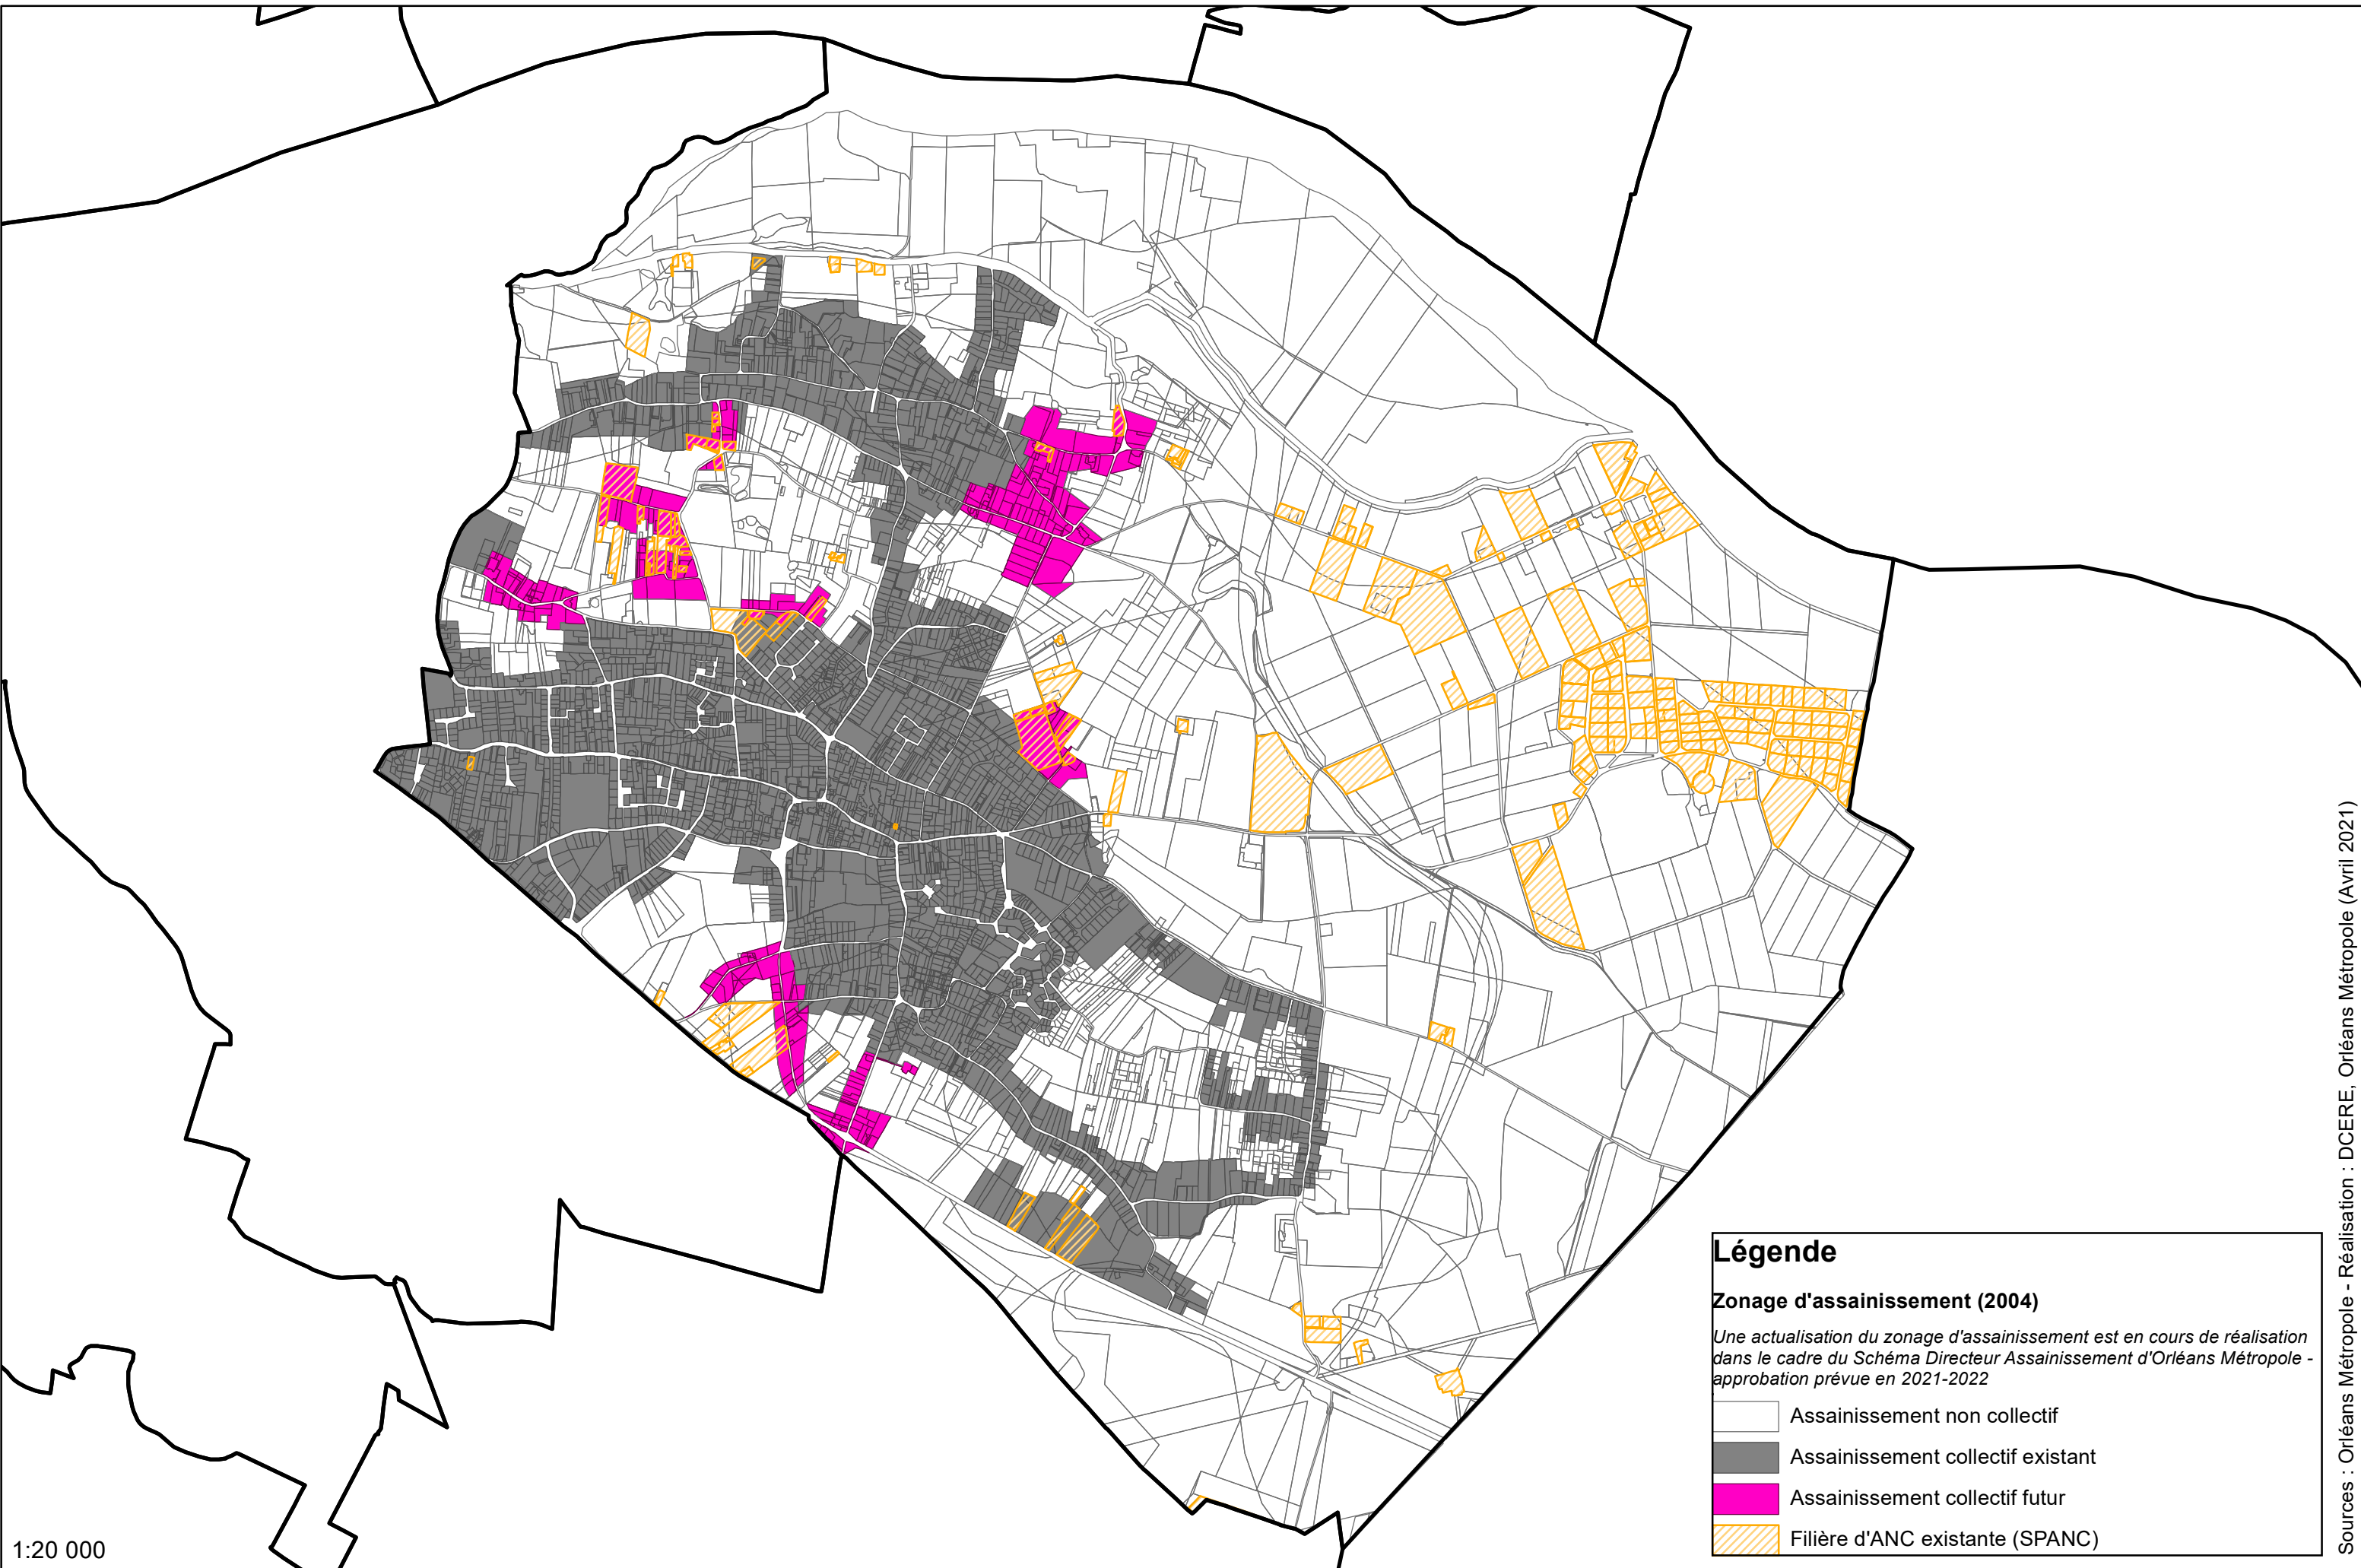 Légende
Zonage d'assainissement (2004)
Une actualisation du zonage d'assainissement est en cours de réalisation
dans le cadre du Schéma Directeur Assainissement d'Orléans Métropole -
approbation prévue en 2021-2022
Assainissement non collectif
Assainissement collectif existant
Assainissement collectif futur
Filière d'ANC existante (SPANC)
1:20 000
Sources : Orléans Métropole - Réalisation : DCERE, Orléans Métropole (Avril 2021)